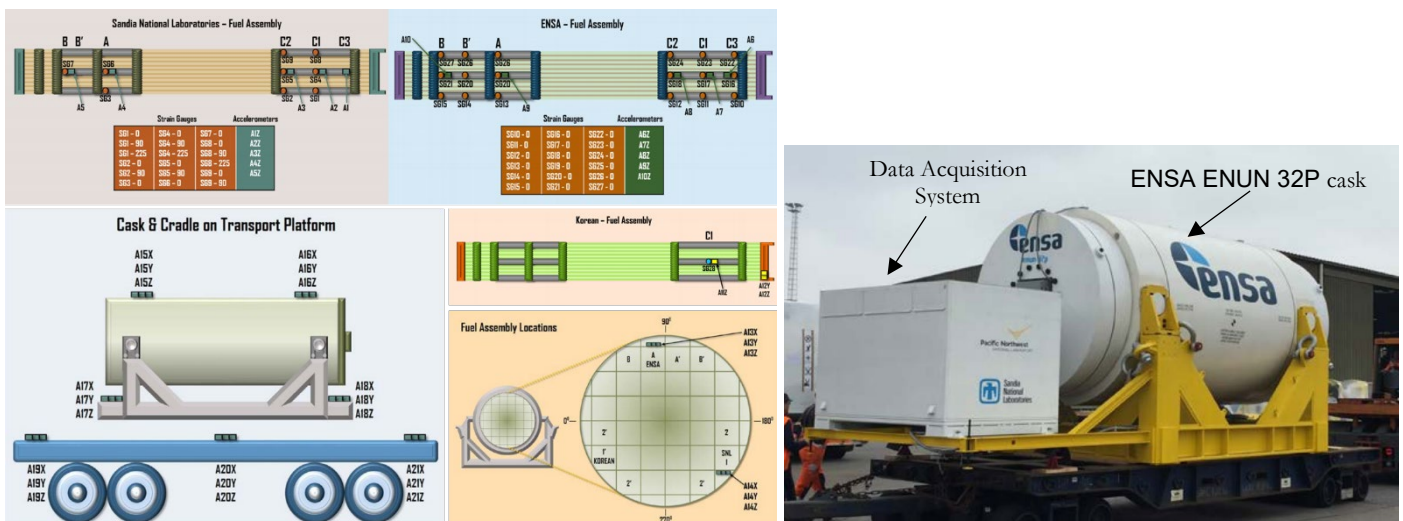 Sandia National Laboratories – Fuel Assembly
B B' A C2 C1 C3
SG7 SG6 SG9 SG8
SG5 SG4
SG3 SG2 SG1
A5 A4 A3 A2 A1
Strain Gauges Accelerometers
SG1 - 0 SG4 - 0 SG7 - 0 A1Z
SG1 - 90 SG4 - 90 SG8 - 0 A2Z
SG1 - 225 SG4 - 225 SG8 - 90 A3Z
SG2 - 0 SG5 - 0 SG8 - 225 A4Z
SG2 - 90 SG5 - 90 SG9 - 0 A5Z
SG3 - 0 SG6 - 0 SG9 - 90
ENSA – Fuel Assembly
A10 B B' A C2 C1 C3 A6
SG27 SG26 SG24 SG23 SG22
SG21 SG20 SG18 SG17 SG16
SG15 SG14 SG13 SG12 SG11 SG10
A9 A8 A7
Strain Gauges Accelerometers
SG10 - 0 SG16 - 0 SG22 - 0 A6Z
SG11 - 0 SG17 - 0 SG23 - 0 A7Z
SG12 - 0 SG18 - 0 SG24 - 0 A8Z
SG13 - 0 SG19 - 0 SG25 - 0 A9Z
SG14 - 0 SG20 - 0 SG26 - 0 A10Z
SG15 - 0 SG21 - 0 SG27 - 0
Cask & Cradle on Transport Platform
A15X A16X
A15Y A16Y
A15Z A16Z
A17X A18X
A17Y A18Y
A17Z A18Z
A19X A20X A21X
A19Y A20Y A21Y
A19Z A20Z A21Z
Korean – Fuel Assembly
C1
SG28
A11Z
A12Y
A12Z
Fuel Assembly Locations
90°
A13X
A13Y
A13Z
B A A' B'
ENSA
0° 180°
2' 2
1' SNL
KOREAN 1
2' 2'
A14X
A14Y
A14Z
270°
Data Acquisition
System
ENSA ENUN 32P cask
ensa
ensa
Pacific Northwest
Sandia
National
Laboratories